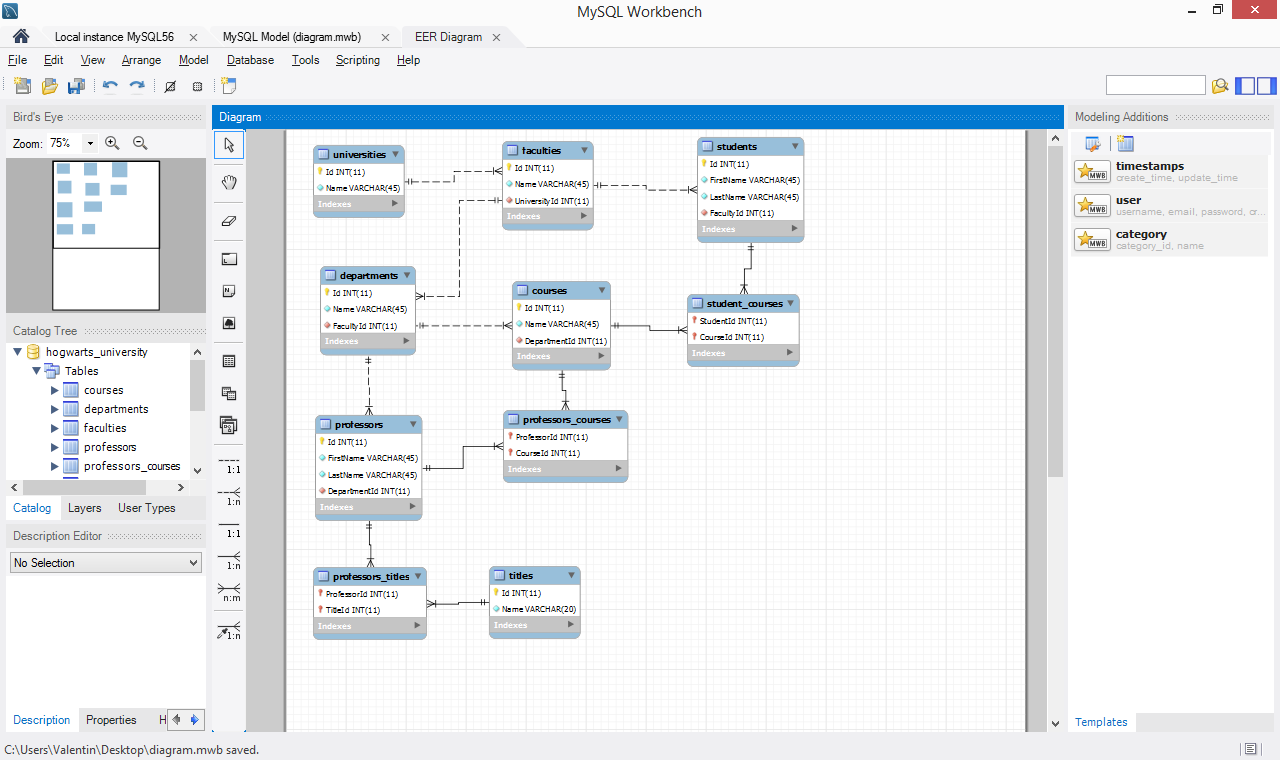 MySQL Workbench
Local instance MySQL56
MySQL Model (diagram.mwb)
EER Diagram
File Edit View Arrange Model Database Tools Scripting Help
Bird's Eye
Zoom: 75%
Catalog Tree
hogwarts_university
Tables
courses
departments
faculties
professors
professors_courses
Catalog Layers User Types
Description Editor
No Selection
Description Properties H
Diagram
1:1
1:n
1:1
1:n
n:m
1:n
universities
Id INT(11)
Name VARCHAR(45)
Indexes
faculties
Id INT(11)
Name VARCHAR(45)
UniversityId INT(11)
Indexes
students
Id INT(11)
FirstName VARCHAR(45)
LastName VARCHAR(45)
FacultyId INT(11)
Indexes
departments
Id INT(11)
Name VARCHAR(45)
FacultyId INT(11)
Indexes
courses
Id INT(11)
Name VARCHAR(45)
DepartmentId INT(11)
Indexes
student_courses
StudentId INT(11)
CourseId INT(11)
Indexes
professors
Id INT(11)
FirstName VARCHAR(45)
LastName VARCHAR(45)
DepartmentId INT(11)
Indexes
professors_courses
ProfessorId INT(11)
CourseId INT(11)
Indexes
professors_titles
ProfessorId INT(11)
TitleId INT(11)
Indexes
titles
Id INT(11)
Name VARCHAR(20)
Indexes
Modeling Additions
MWB
timestamps
create_time, update_time
MWB
user
username, email, password, cr...
MWB
category
category_id, name
Templates
C:\Users\Valentin\Desktop\diagram.mwb saved.